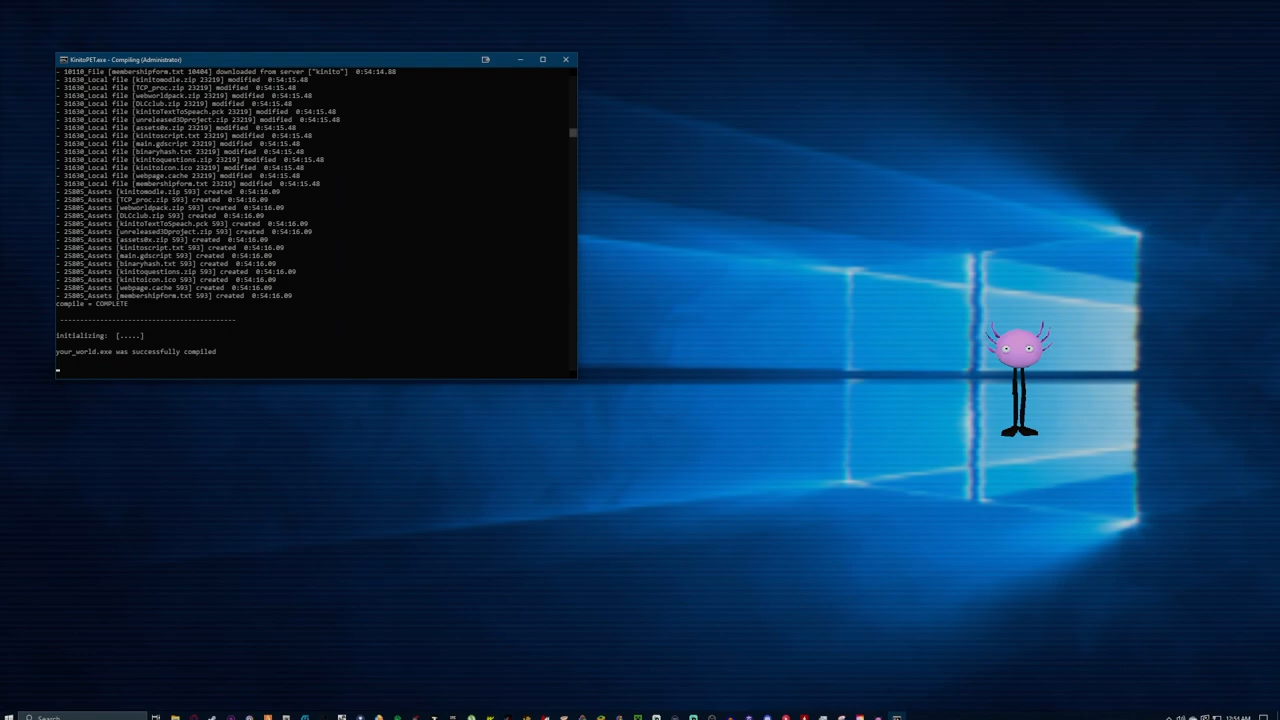 KinitoPET.exe - Compiling (Administrator)
- 10110_File [membershipform.txt 10404] downloaded from server ["kinito"]  0:54:14.88
- 31630_Local file [kinitomodle.zip 23219] modified  0:54:15.48
- 31630_Local file [TCP_proc.zip 23219] modified  0:54:15.48
- 31630_Local file [webworldpack.zip 23219] modified  0:54:15.48
- 31630_Local file [DLCclub.zip 23219] modified  0:54:15.48
- 31630_Local file [kinitoTextToSpeach.pck 23219] modified  0:54:15.48
- 31630_Local file [unreleased3Dproject.zip 23219] modified  0:54:15.48
- 31630_Local file [assets0x.zip 23219] modified  0:54:15.48
- 31630_Local file [kinitoscript.txt 23219] modified  0:54:15.48
- 31630_Local file [main.gdscript 23219] modified  0:54:15.48
- 31630_Local file [binaryhash.txt 23219] modified  0:54:15.48
- 31630_Local file [kinitoquestions.zip 23219] modified  0:54:15.48
- 31630_Local file [kinitoicon.ico 23219] modified  0:54:15.48
- 31630_Local file [webpage.cache 23219] modified  0:54:15.48
- 31630_Local file [membershipform.txt 23219] modified  0:54:15.48
- 25805_Assets [kinitomodle.zip 593] created  0:54:16.09
- 25805_Assets [TCP_proc.zip 593] created  0:54:16.09
- 25805_Assets [webworldpack.zip 593] created  0:54:16.09
- 25805_Assets [DLCclub.zip 593] created  0:54:16.09
- 25805_Assets [kinitoTextToSpeach.pck 593] created  0:54:16.09
- 25805_Assets [unreleased3Dproject.zip 593] created  0:54:16.09
- 25805_Assets [assets0x.zip 593] created  0:54:16.09
- 25805_Assets [kinitoscript.txt 593] created  0:54:16.09
- 25805_Assets [main.gdscript 593] created  0:54:16.09
- 25805_Assets [binaryhash.txt 593] created  0:54:16.09
- 25805_Assets [kinitoquestions.zip 593] created  0:54:16.09
- 25805_Assets [kinitoicon.ico 593] created  0:54:16.09
- 25805_Assets [webpage.cache 593] created  0:54:16.09
- 25805_Assets [membershipform.txt 593] created  0:54:16.09
compile = COMPLETE
--------------------------------------------
initializing:  [.....]
your_world.exe was successfully compiled
Search
12:54 AM